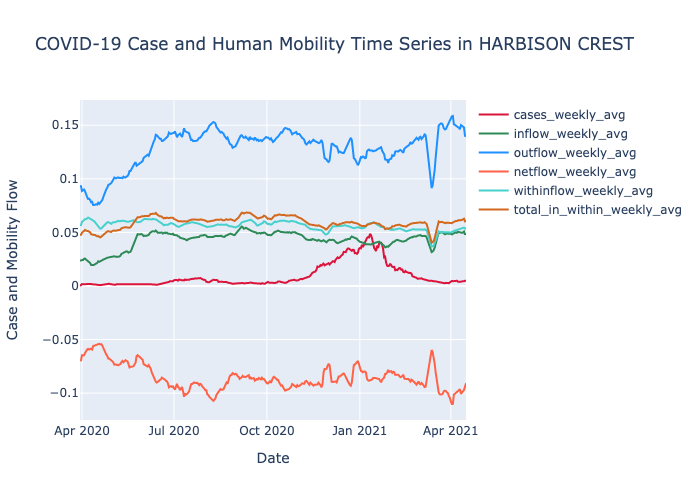 COVID-19 Case and Human Mobility Time Series in HARBISON CREST
Case and Mobility Flow
0.15
0.1
0.05
0
−0.05
−0.1
Apr 2020
Jul 2020
Oct 2020
Jan 2021
Apr 2021
Date
cases_weekly_avg
inflow_weekly_avg
outflow_weekly_avg
netflow_weekly_avg
withinflow_weekly_avg
total_in_within_weekly_avg